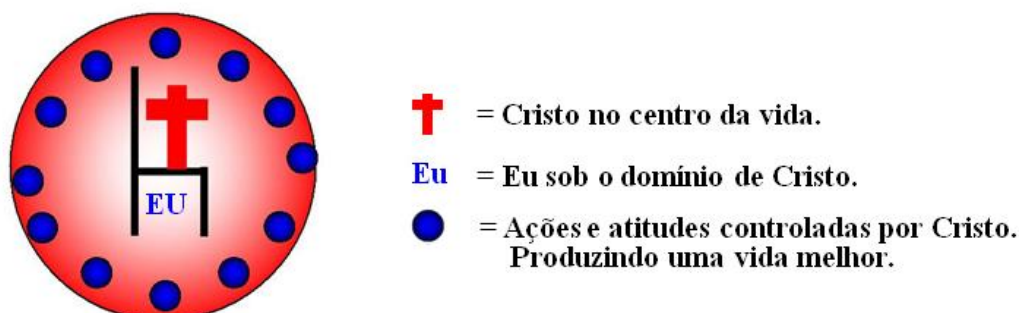 EU
= Cristo no centro da vida.
Eu = Eu sob o domínio de Cristo.
= Ações e atitudes controladas por Cristo.
Produzindo uma vida melhor.